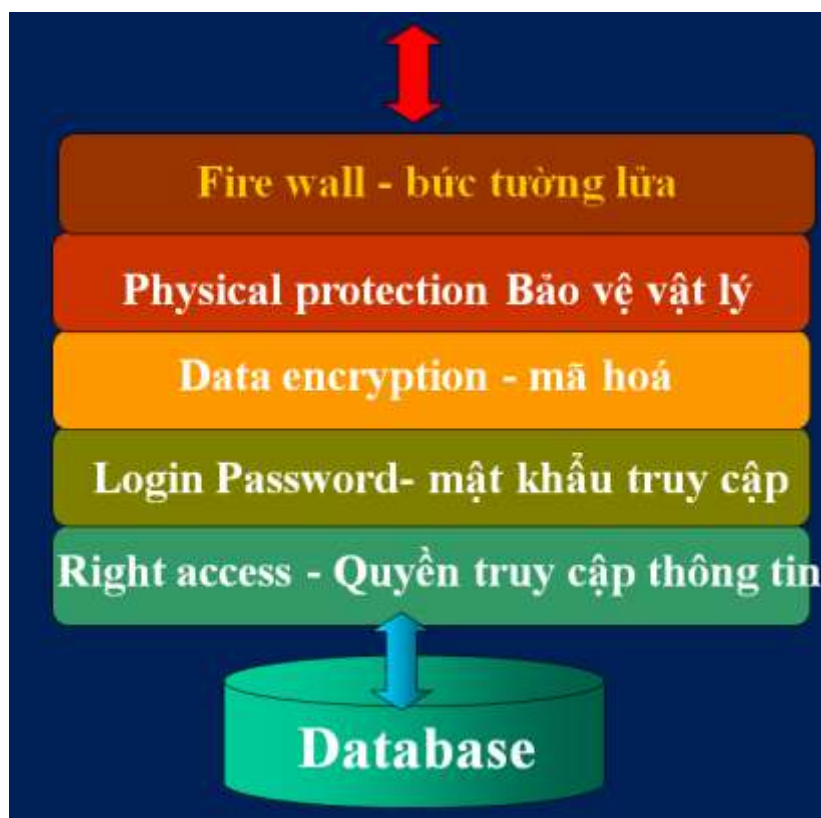 Fire wall - bức tường lửa
Physical protection Bảo vệ vật lý
Data encryption - mã hoá
Login Password- mật khẩu truy cập
Right access - Quyền truy cập thông tin
Database